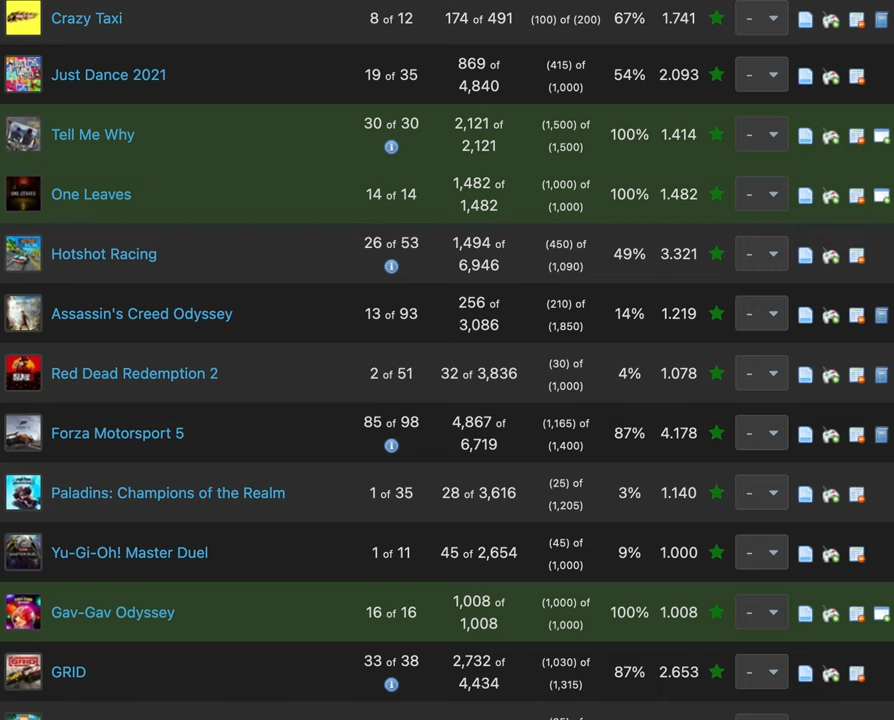 Crazy Taxi 8 of 12 174 of 491 (100) of (200) 67% 1.741 -
Just Dance 2021 19 of 35 869 of 4,840 (415) of (1,000) 54% 2.093 -
Tell Me Why 30 of 30 2,121 of 2,121 (1,500) of (1,500) 100% 1.414 -
One Leaves 14 of 14 1,482 of 1,482 (1,000) of (1,000) 100% 1.482 -
Hotshot Racing 26 of 53 1,494 of 6,946 (450) of (1,090) 49% 3.321 -
Assassin's Creed Odyssey 13 of 93 256 of 3,086 (210) of (1,850) 14% 1.219 -
Red Dead Redemption 2 2 of 51 32 of 3,836 (30) of (1,000) 4% 1.078 -
Forza Motorsport 5 85 of 98 4,867 of 6,719 (1,165) of (1,400) 87% 4.178 -
Paladins: Champions of the Realm 1 of 35 28 of 3,616 (25) of (1,205) 3% 1.140 -
Yu-Gi-Oh! Master Duel 1 of 11 45 of 2,654 (45) of (1,000) 9% 1.000 -
Gav-Gav Odyssey 16 of 16 1,008 of 1,008 (1,000) of (1,000) 100% 1.008 -
GRID 33 of 38 2,732 of 4,434 (1,030) of (1,315) 87% 2.653 -